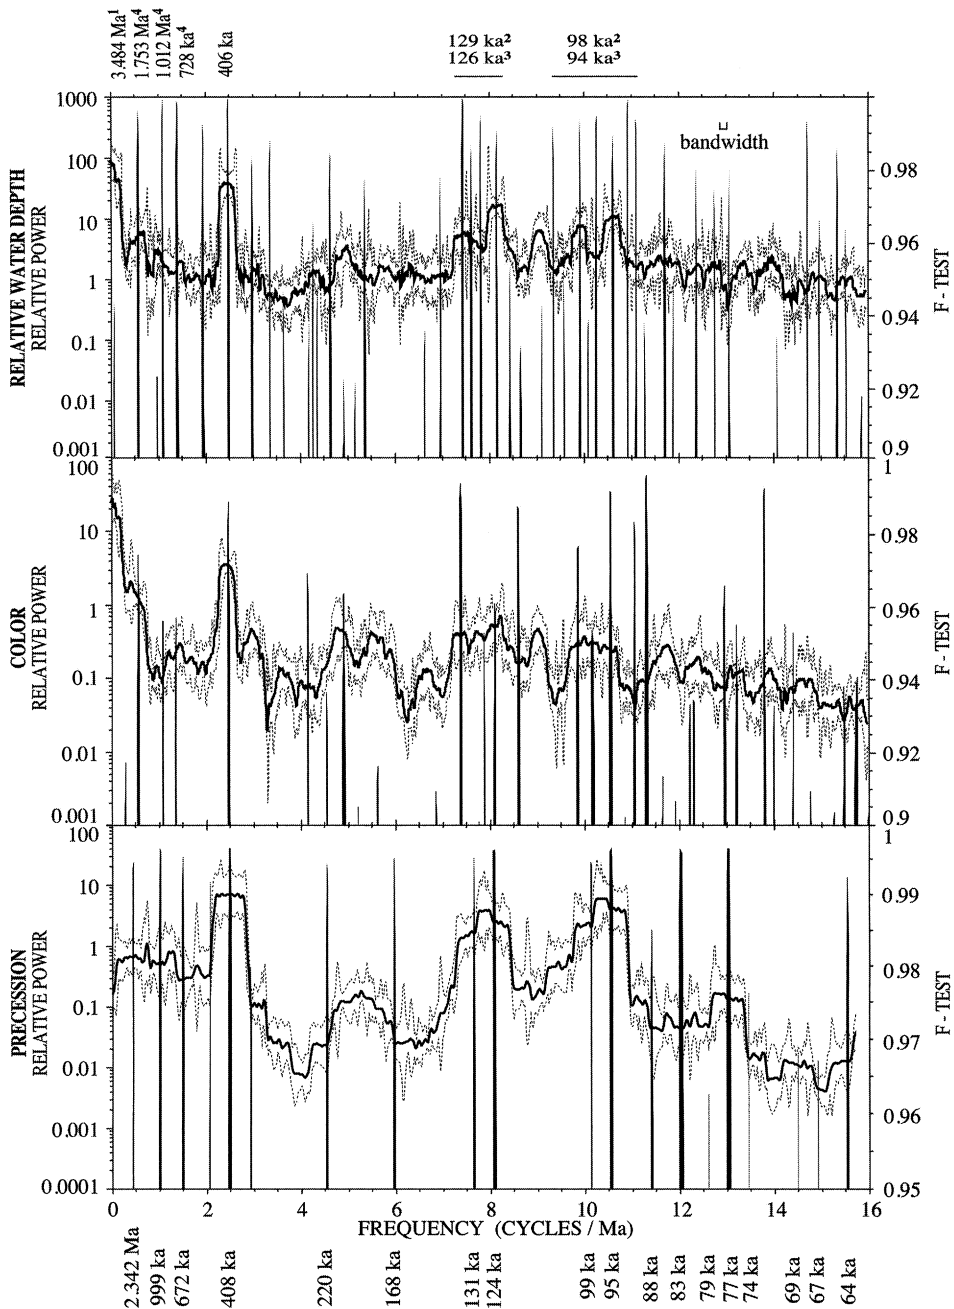 3.484 Ma¹
1.753 Ma⁴
1.012 Ma⁴
728 ka⁴
406 ka
129 ka² 98 ka²
126 ka³ 94 ka³
1000
100
10
1
0.1
0.01
0.001
RELATIVE WATER DEPTH
RELATIVE POWER
bandwidth
0.98
0.96
0.94
0.92
0.9
F - TEST
100
10
1
0.1
0.01
0.001
COLOR
RELATIVE POWER
1
0.98
0.96
0.94
0.92
0.9
F - TEST
100
10
1
0.1
0.01
0.001
0.0001
PRECESSION
RELATIVE POWER
1
0.99
0.98
0.97
0.96
0.95
F - TEST
0 2 4 6 8 10 12 14 16
FREQUENCY (CYCLES / Ma)
2.342 Ma
999 ka
672 ka
408 ka
220 ka
168 ka
131 ka
124 ka
99 ka
95 ka
88 ka
83 ka
79 ka
77 ka
74 ka
69 ka
67 ka
64 ka